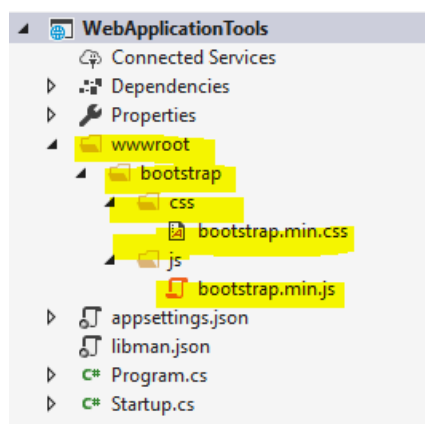 WebApplicationTools
Connected Services
Dependencies
Properties
wwwroot
bootstrap
css
bootstrap.min.css
js
bootstrap.min.js
appsettings.json
libman.json
C# Program.cs
C# Startup.cs